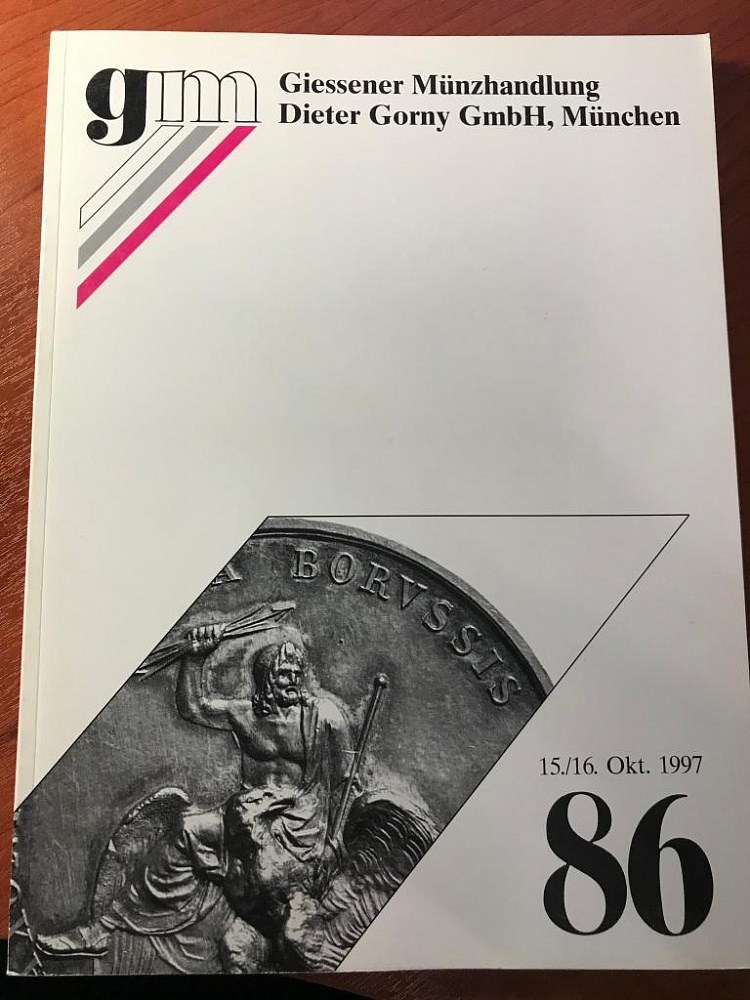 gm
Giessener Münzhandlung
Dieter Gorny GmbH, München
A BORVSSIS
15./16. Okt. 1997
86